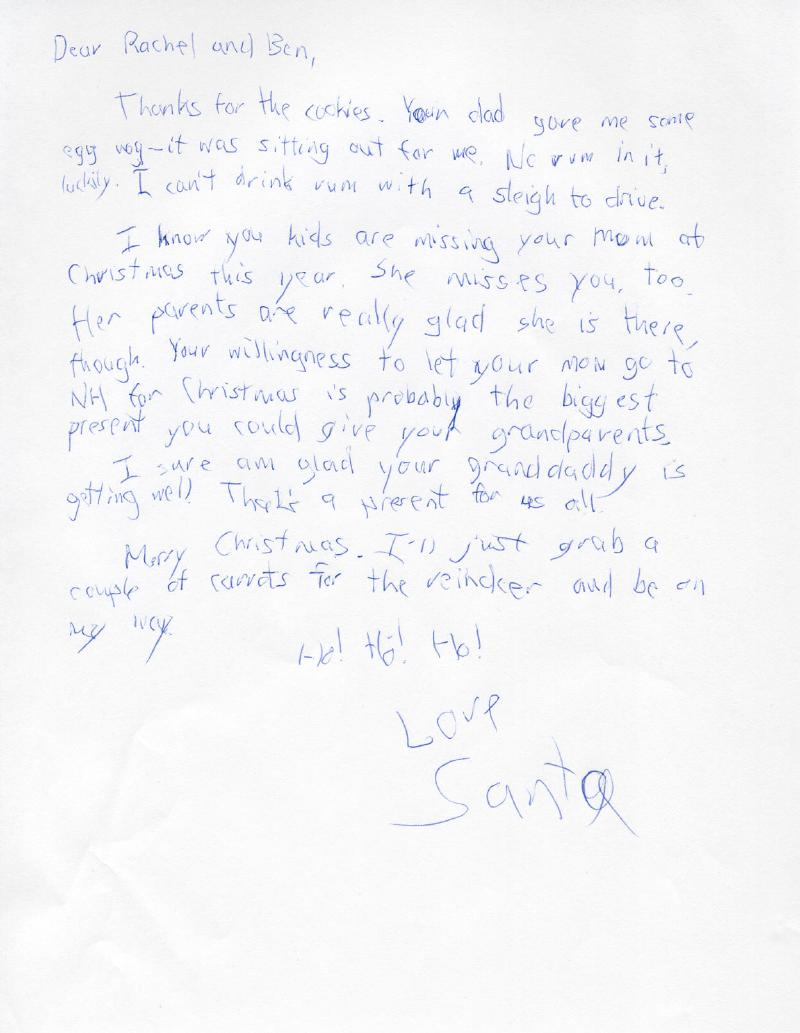 Dear Rachel and Ben,
Thanks for the cookies. Your dad gave me some
egg nog—it was sitting out for me. No rum in it,
luckily. I can't drink rum with a sleigh to drive.
I know you kids are missing your mom at
Christmas this year. She misses you, too.
Her parents are really glad she is there,
though. Your willingness to let your mom go to
NH for Christmas is probably the biggest
present you could give your grandparents.
I sure am glad your granddaddy is
getting well! That's a present for us all.
Merry Christmas. I'll just grab a
couple of carrots for the reindeer and be on
my way.
Ho! Ho! Ho!
Love
Santa